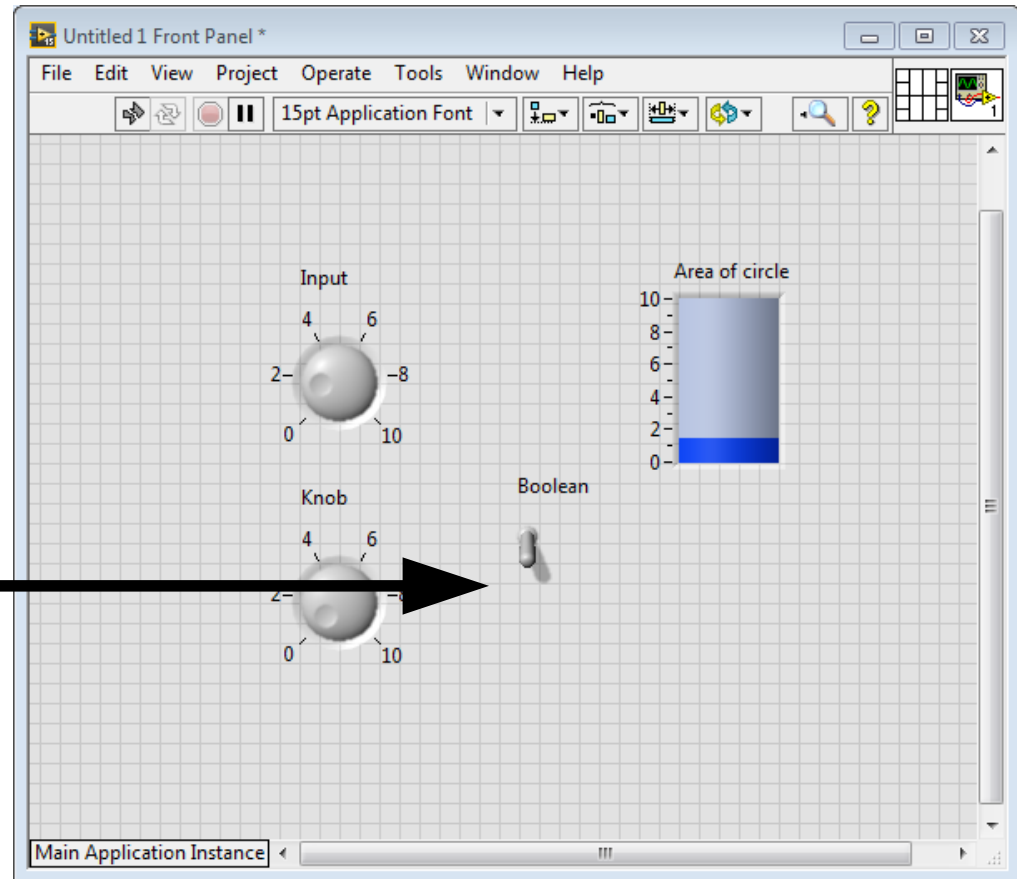 Untitled 1 Front Panel *
File Edit View Project Operate Tools Window Help
15pt Application Font
1
Input
4 6
2 8
0 10
Area of circle
10
8
6
4
2
0
Boolean
Knob
4 6
2
0 10
Main Application Instance